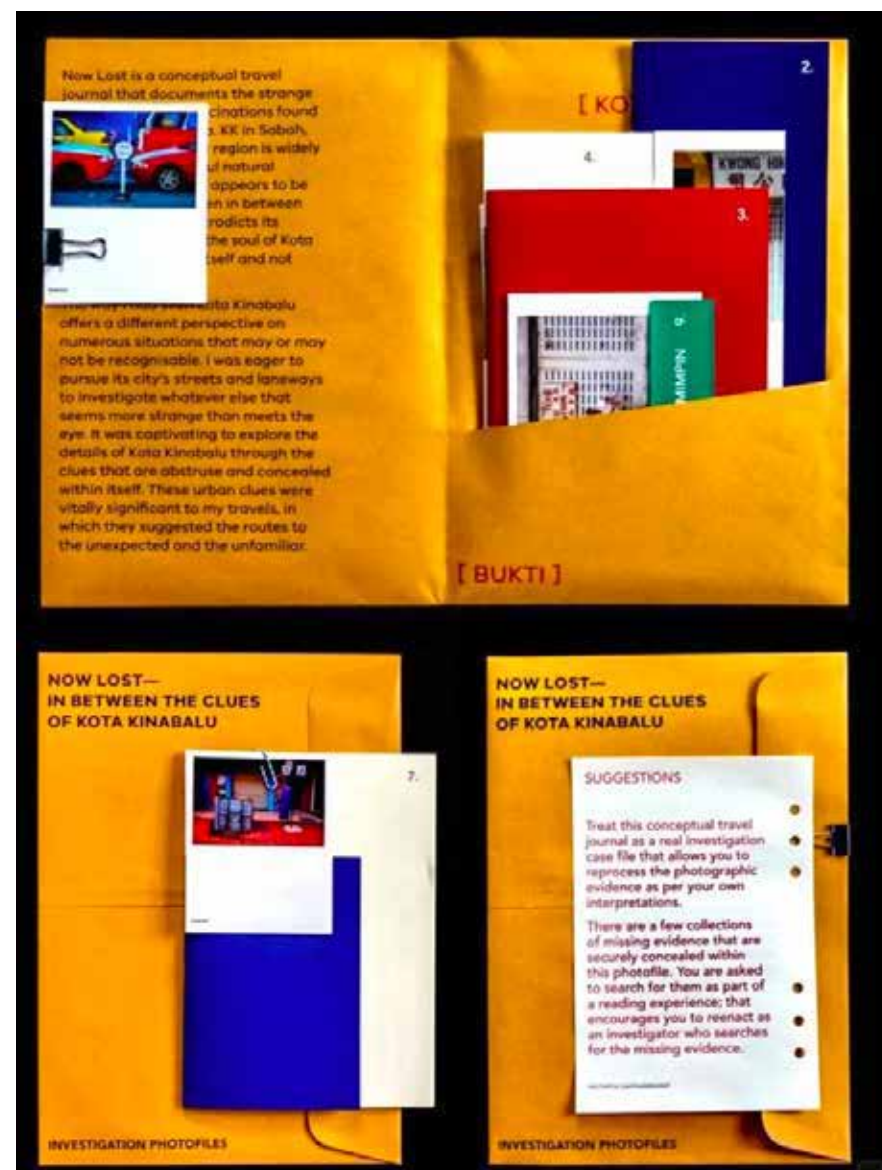 Now Lost is a conceptual travel
journal that documents the strange
cinations found
. KK in Sabah,
region is widely
ul natural
appears to be
en in between
rodicts its
the soul of Kota
tself and not
Kota Kinabalu
offers a different perspective on
numerous situations that may or may
not be recognisable. I was eager to
pursue its city's streets and laneways
to investigate whatever else that
seems more strange than meets the
eye. It was captivating to explore the
details of Kota Kinabalu through the
clues that are abstruse and concealed
within itself. These urban clues were
vitally significant to my travels, in
which they suggested the routes to
the unexpected and the unfamiliar.
[ KO
2.
4.
KWONG HIN
司公
3.
9.
MIMPIN
[ BUKTI ]
NOW LOST—
IN BETWEEN THE CLUES
OF KOTA KINABALU
7.
INVESTIGATION PHOTOFILES
NOW LOST—
IN BETWEEN THE CLUES
OF KOTA KINABALU
SUGGESTIONS
Treat this conceptual travel
journal as a real investigation
case file that allows you to
reprocess the photographic
evidence as per your own
interpretations.
There are a few collections
of missing evidence that are
securely concealed within
this photofile. You are asked
to search for them as part of
a reading experience; that
encourages you to reenact as
an investigator who searches
for the missing evidence.
INVESTIGATION PHOTOFILES